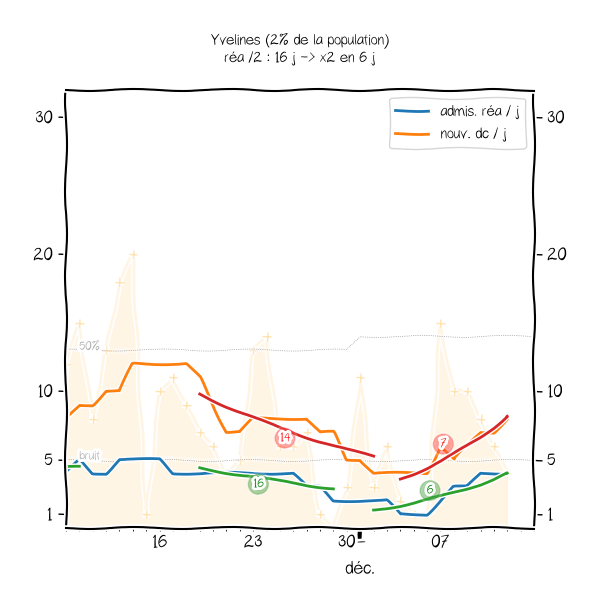 Yvelines (2% de la population)
réa /2 : 16 j -> x2 en 6 j
admis. réa / j
nouv. dc / j
30 30
20 20
50%
10 10
14 7
bruit
5 5
16 6
1 1
16 23 30 07
déc.